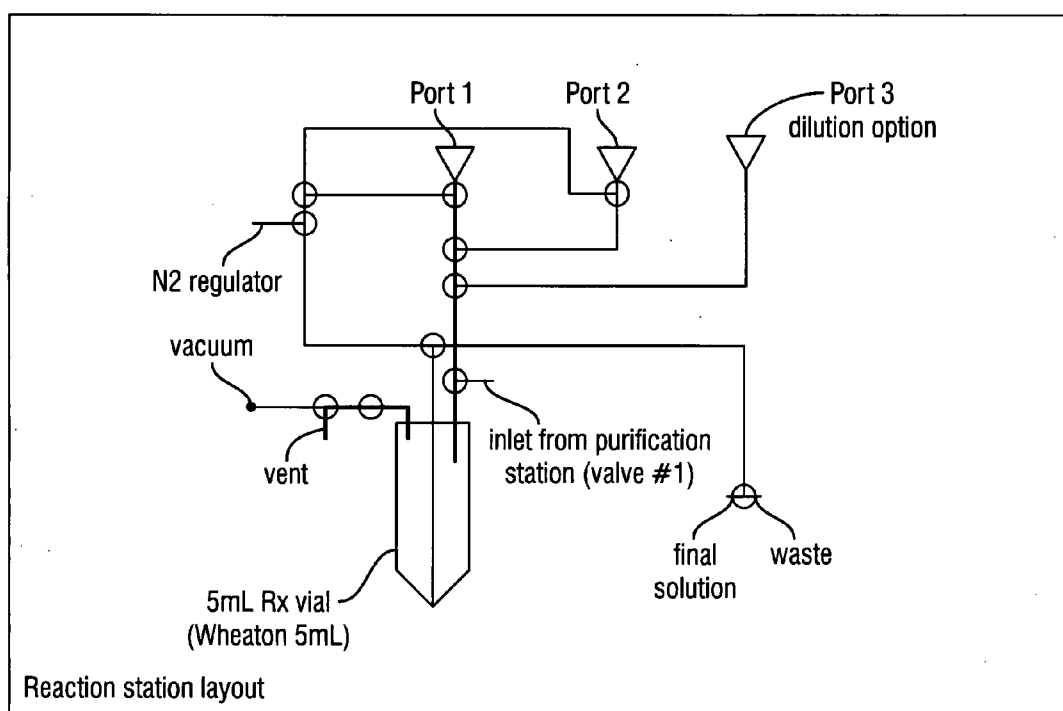 Port 1
Port 2
Port 3
dilution option
N2 regulator
vacuum
vent
inlet from purification
station (valve #1)
final
solution
waste
5mL Rx vial
(Wheaton 5mL)
Reaction station layout